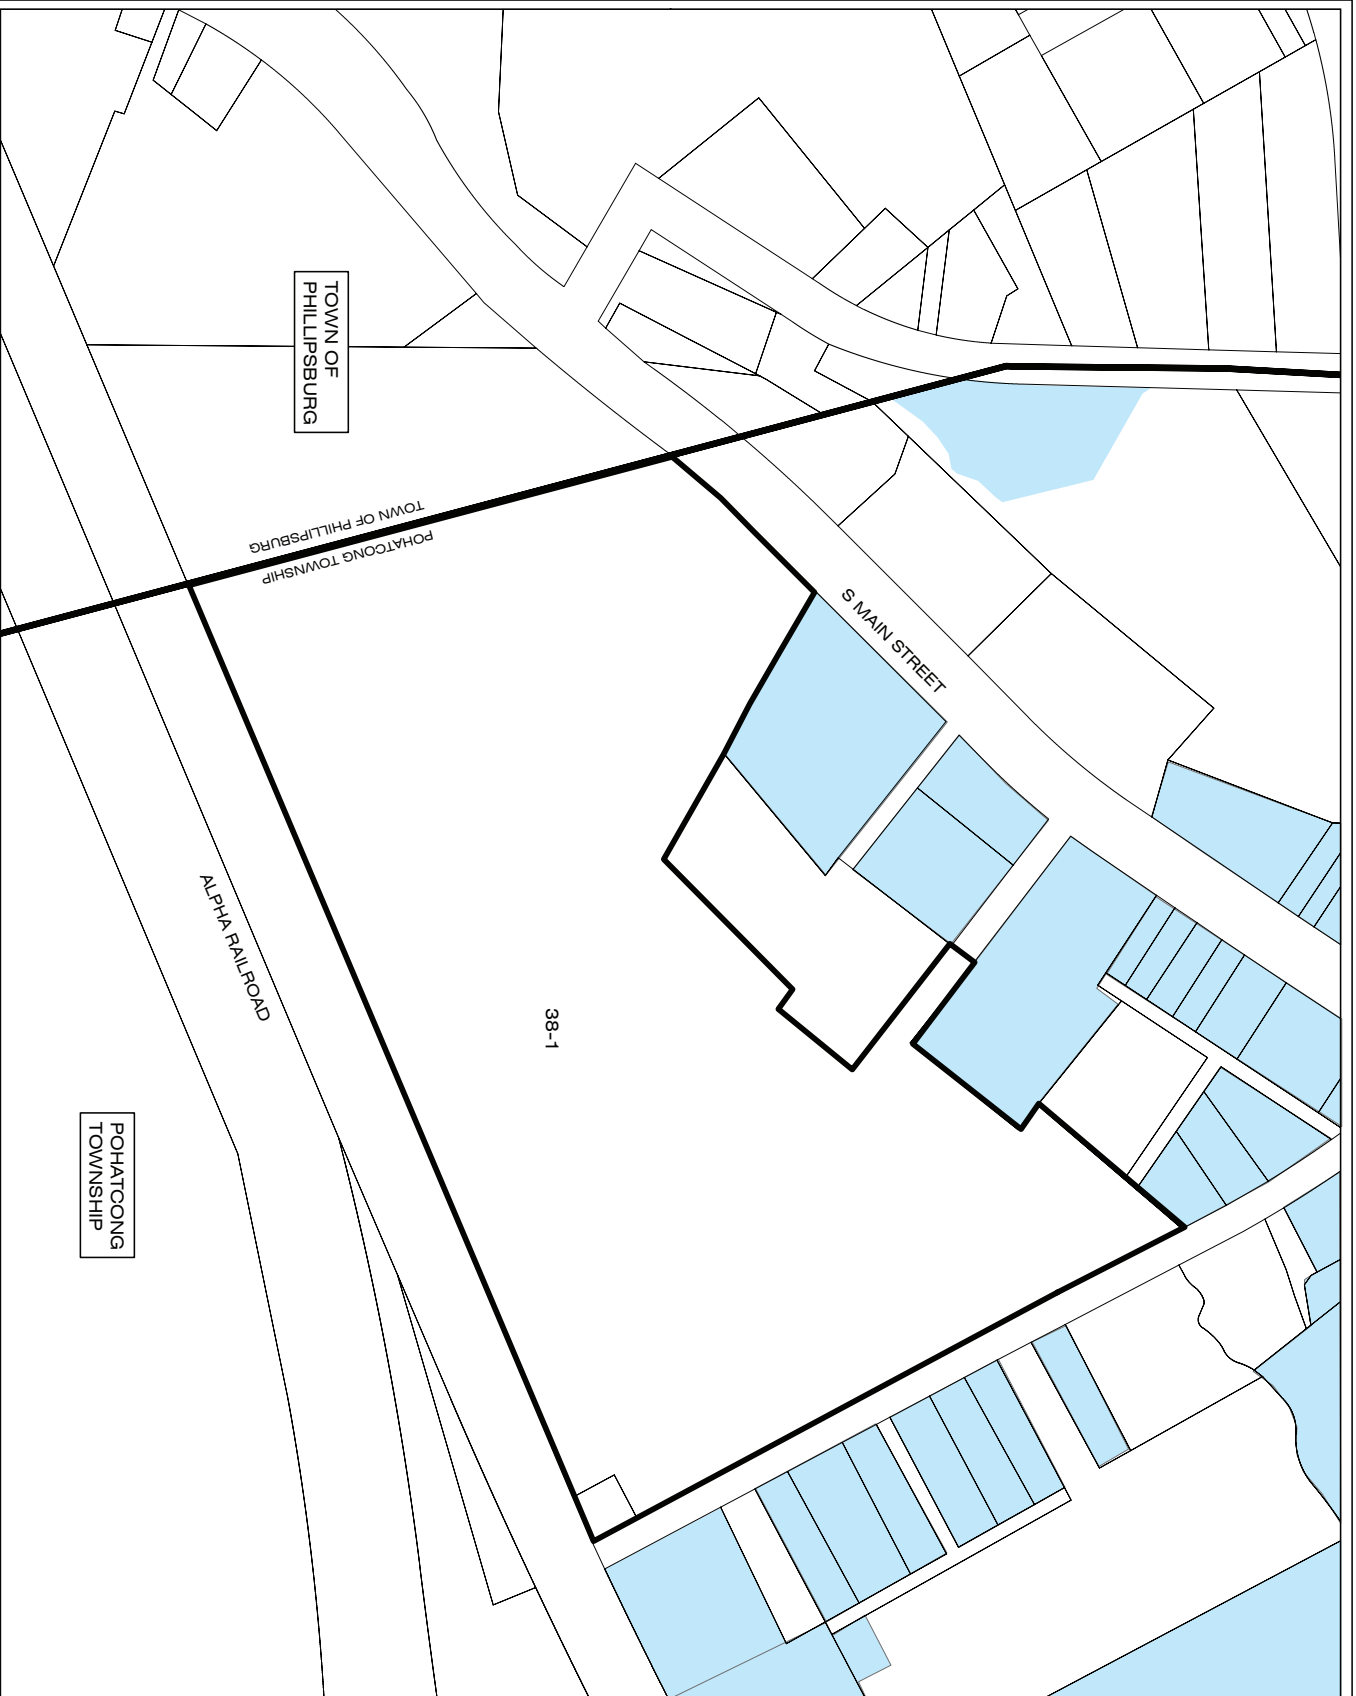 TOWN OF
PHILLIPSBURG
TOWN OF PHILLIPSBURG
POHATCONG TOWNSHIP
S MAIN STREET
ALPHA RAILROAD
38-1
POHATCONG
TOWNSHIP